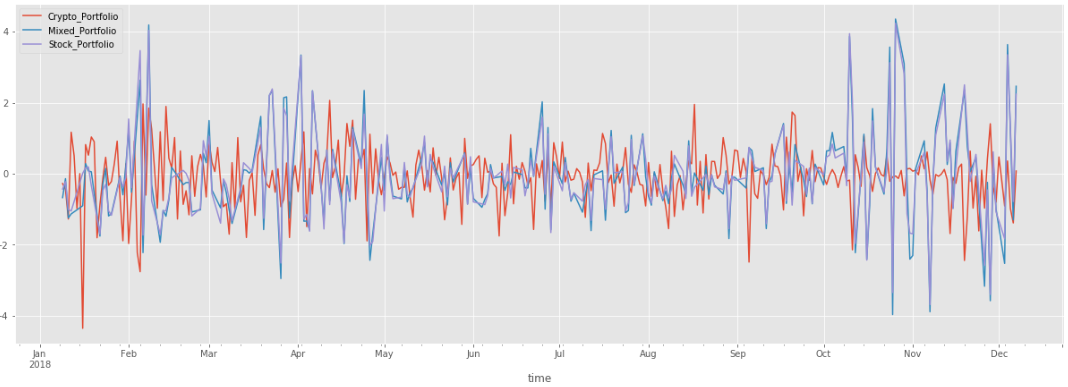 Crypto_Portfolio
Mixed_Portfolio
Stock_Portfolio
4
2
0
-2
-4
Jan Feb Mar Apr May Jun Jul Aug Sep Oct Nov Dec
2018
time